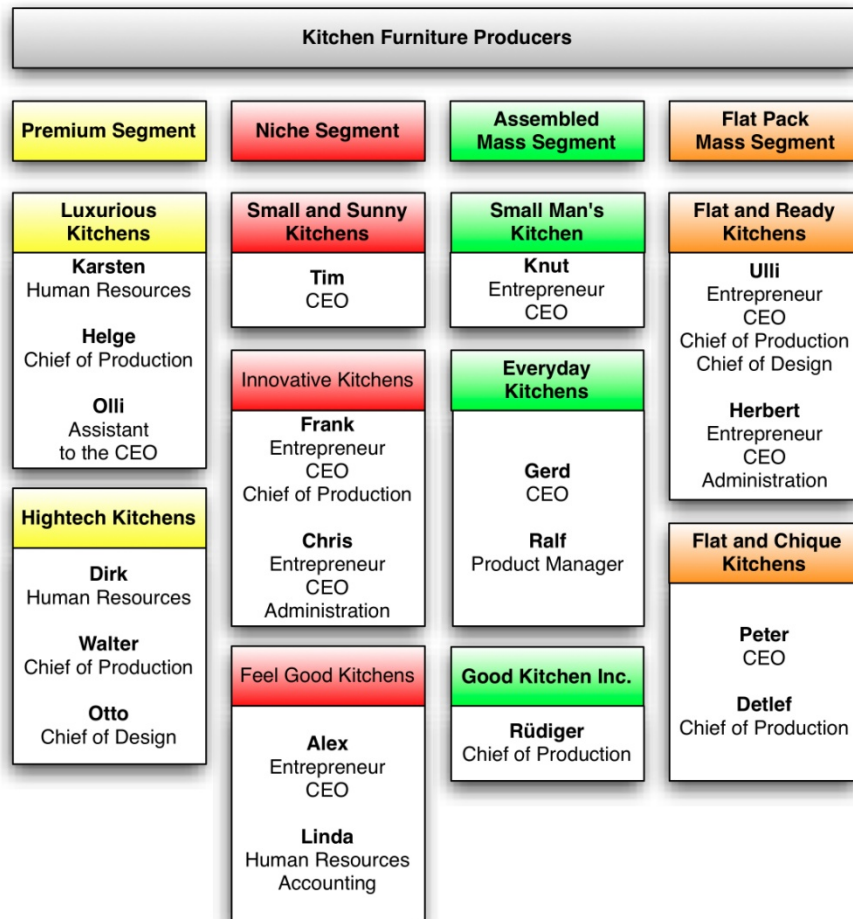 Kitchen Furniture Producers
Premium Segment
Luxurious
Kitchens
Karsten
Human Resources
Helge
Chief of Production
Olli
Assistant
to the CEO
Hightech Kitchens
Dirk
Human Resources
Walter
Chief of Production
Otto
Chief of Design
Niche Segment
Small and Sunny
Kitchens
Tim
CEO
Innovative Kitchens
Frank
Entrepreneur
CEO
Chief of Production
Chris
Entrepreneur
CEO
Administration
Feel Good Kitchens
Alex
Entrepreneur
CEO
Linda
Human Resources
Accounting
Assembled
Mass Segment
Small Man's
Kitchen
Knut
Entrepreneur
CEO
Everyday
Kitchens
Gerd
CEO
Ralf
Product Manager
Good Kitchen Inc.
Rüdiger
Chief of Production
Flat Pack
Mass Segment
Flat and Ready
Kitchens
Ulli
Entrepreneur
CEO
Chief of Production
Chief of Design
Herbert
Entrepreneur
CEO
Administration
Flat and Chique
Kitchens
Peter
CEO
Detlef
Chief of Production